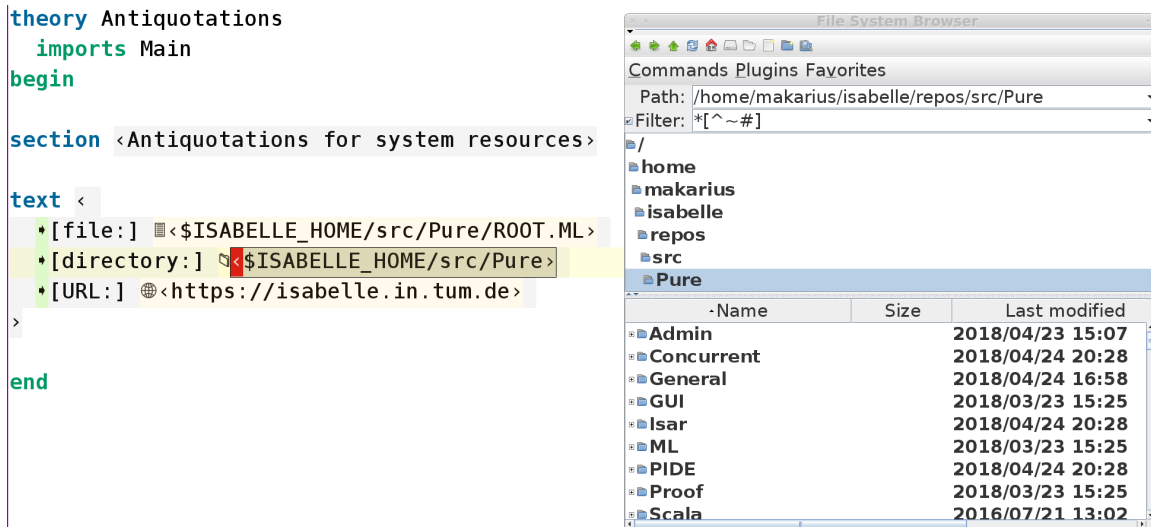 theory Antiquotations
imports Main
begin
section ‹Antiquotations for system resources›
text ‹
➧[file:] ‹$ISABELLE_HOME/src/Pure/ROOT.ML›
➧[directory:] ‹$ISABELLE_HOME/src/Pure›
➧[URL:] ‹https://isabelle.in.tum.de›
›
end
File System Browser
Commands Plugins Favorites
Path: /home/makarius/isabelle/repos/src/Pure
Filter: *[^~#]
/
home
makarius
isabelle
repos
src
Pure
Name Size Last modified
Admin 2018/04/23 15:07
Concurrent 2018/04/24 20:28
General 2018/04/24 16:58
GUI 2018/03/23 15:25
Isar 2018/04/24 20:28
ML 2018/03/23 15:25
PIDE 2018/04/24 20:28
Proof 2018/03/23 15:25
Scala 2016/07/21 13:02